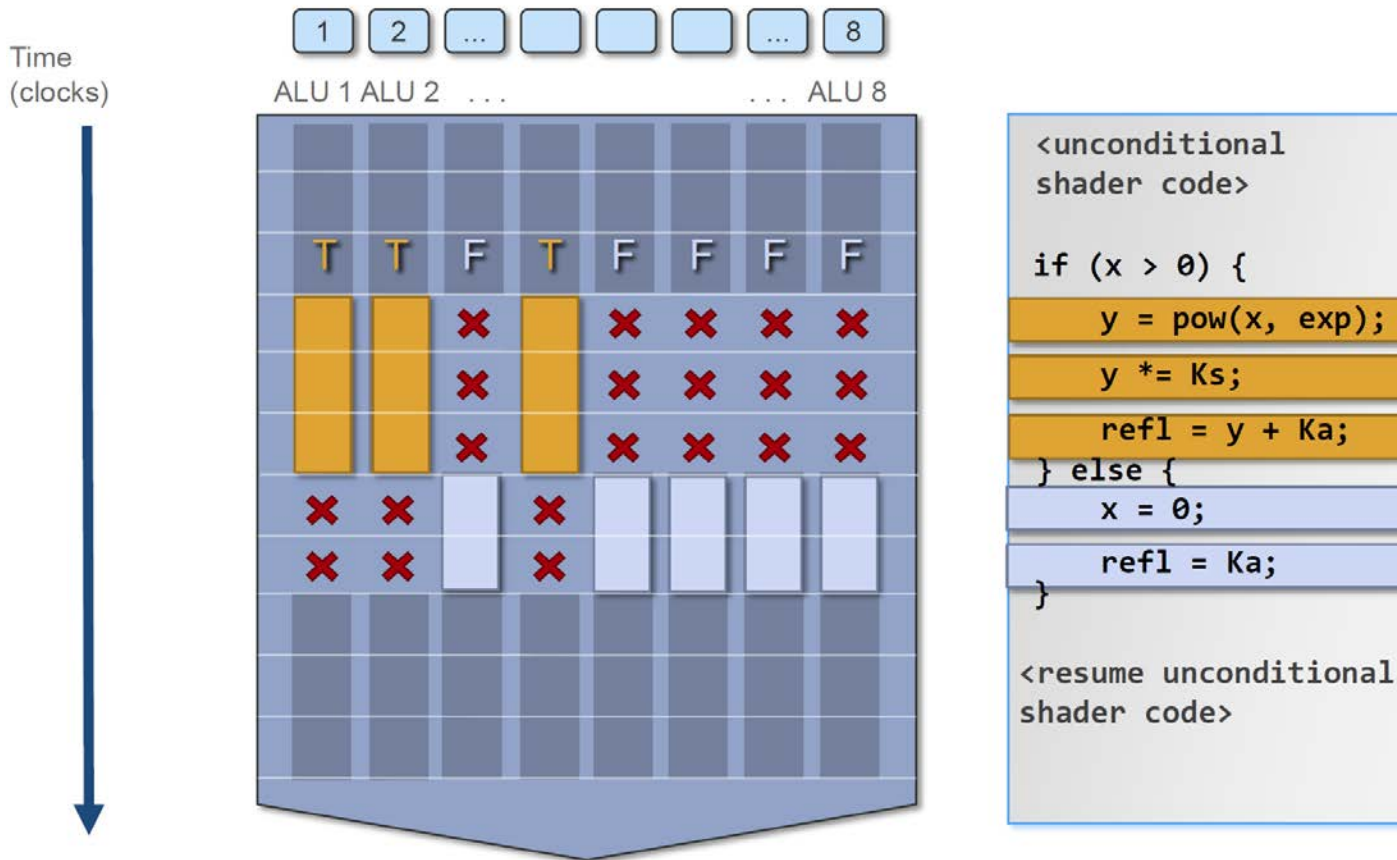 1 2 ... ... 8
Time
(clocks)
ALU 1 ALU 2 . . . . . . ALU 8
T T F T F F F F
<unconditional
shader code>
if (x > 0) {
y = pow(x, exp);
y *= Ks;
refl = y + Ka;
} else {
x = 0;
refl = Ka;
}
<resume unconditional
shader code>